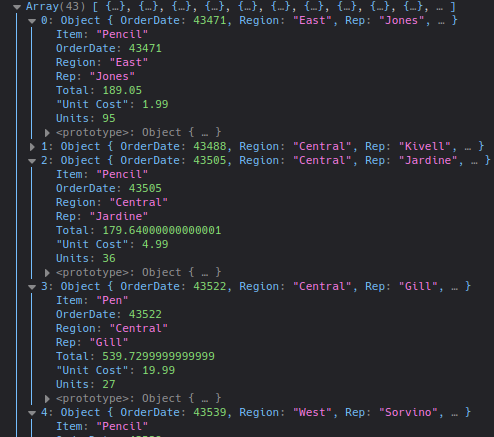 Array(43) [ {…}, {…}, {…}, {…}, {…}, {…}, {…}, {…}, {…}, {…}, … ]
0: Object { OrderDate: 43471, Region: "East", Rep: "Jones", … }
Item: "Pencil"
OrderDate: 43471
Region: "East"
Rep: "Jones"
Total: 189.05
"Unit Cost": 1.99
Units: 95
<prototype>: Object { … }
1: Object { OrderDate: 43488, Region: "Central", Rep: "Kivell", … }
2: Object { OrderDate: 43505, Region: "Central", Rep: "Jardine", … }
Item: "Pencil"
OrderDate: 43505
Region: "Central"
Rep: "Jardine"
Total: 179.64000000000001
"Unit Cost": 4.99
Units: 36
<prototype>: Object { … }
3: Object { OrderDate: 43522, Region: "Central", Rep: "Gill", … }
Item: "Pen"
OrderDate: 43522
Region: "Central"
Rep: "Gill"
Total: 539.7299999999999
"Unit Cost": 19.99
Units: 27
<prototype>: Object { … }
4: Object { OrderDate: 43539, Region: "West", Rep: "Sorvino", … }
Item: "Pencil"